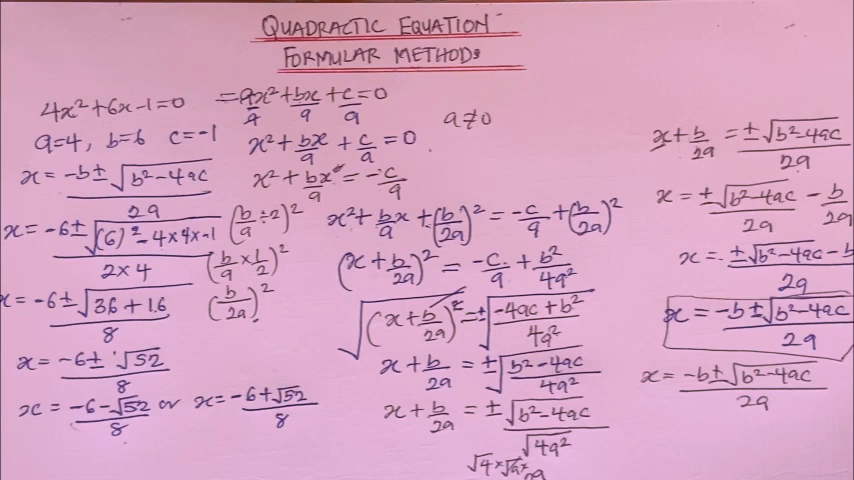 QUADRACTIC EQUATION
FORMULAR METHOD
4x²+6x-1=0
a=4, b=6 c=-1
x = -b ± √(b²-4ac) / 2a
x = -6 ± √((6)²-4×4×-1) / 2×4
x = -6 ± √(36+16) / 8
x = -6 ± √52 / 8
x = -6-√52 / 8 or x = -6+√52 / 8
= ax²/a + bx/a + c/a = 0
a≠0
x² + bx/a + c/a = 0
x² + bx/a = -c/a
(b/a ÷ 2)²
(b/a × 1/2)²
(b/2a)²
x² + b/a x + (b/2a)² = -c/a + (b/2a)²
(x + b/2a)² = -c/a + b²/4a²
√(x + b/2a)² = ±√(-4ac + b² / 4a²)
x + b/2a = ±√(b²-4ac / 4a²)
x + b/2a = ± √(b²-4ac) / √4a²
√4 × √a²
2a
x + b/2a = ±√(b²-4ac) / 2a
x = ±√(b²-4ac) / 2a - b/2a
x = ±√(b²-4ac) - b / 2a
x = -b ± √(b²-4ac) / 2a
x = -b ± √(b²-4ac) / 2a